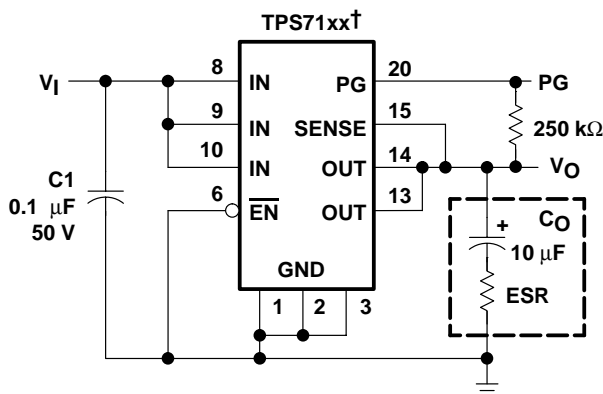 TPS71xx†
VI
8
IN
PG
20
PG
9
IN
SENSE
15
250 kΩ
10
IN
OUT
14
VO
C1
0.1 μF
50 V
6
EN
OUT
13
CO
+
10 μF
GND
ESR
1
2
3